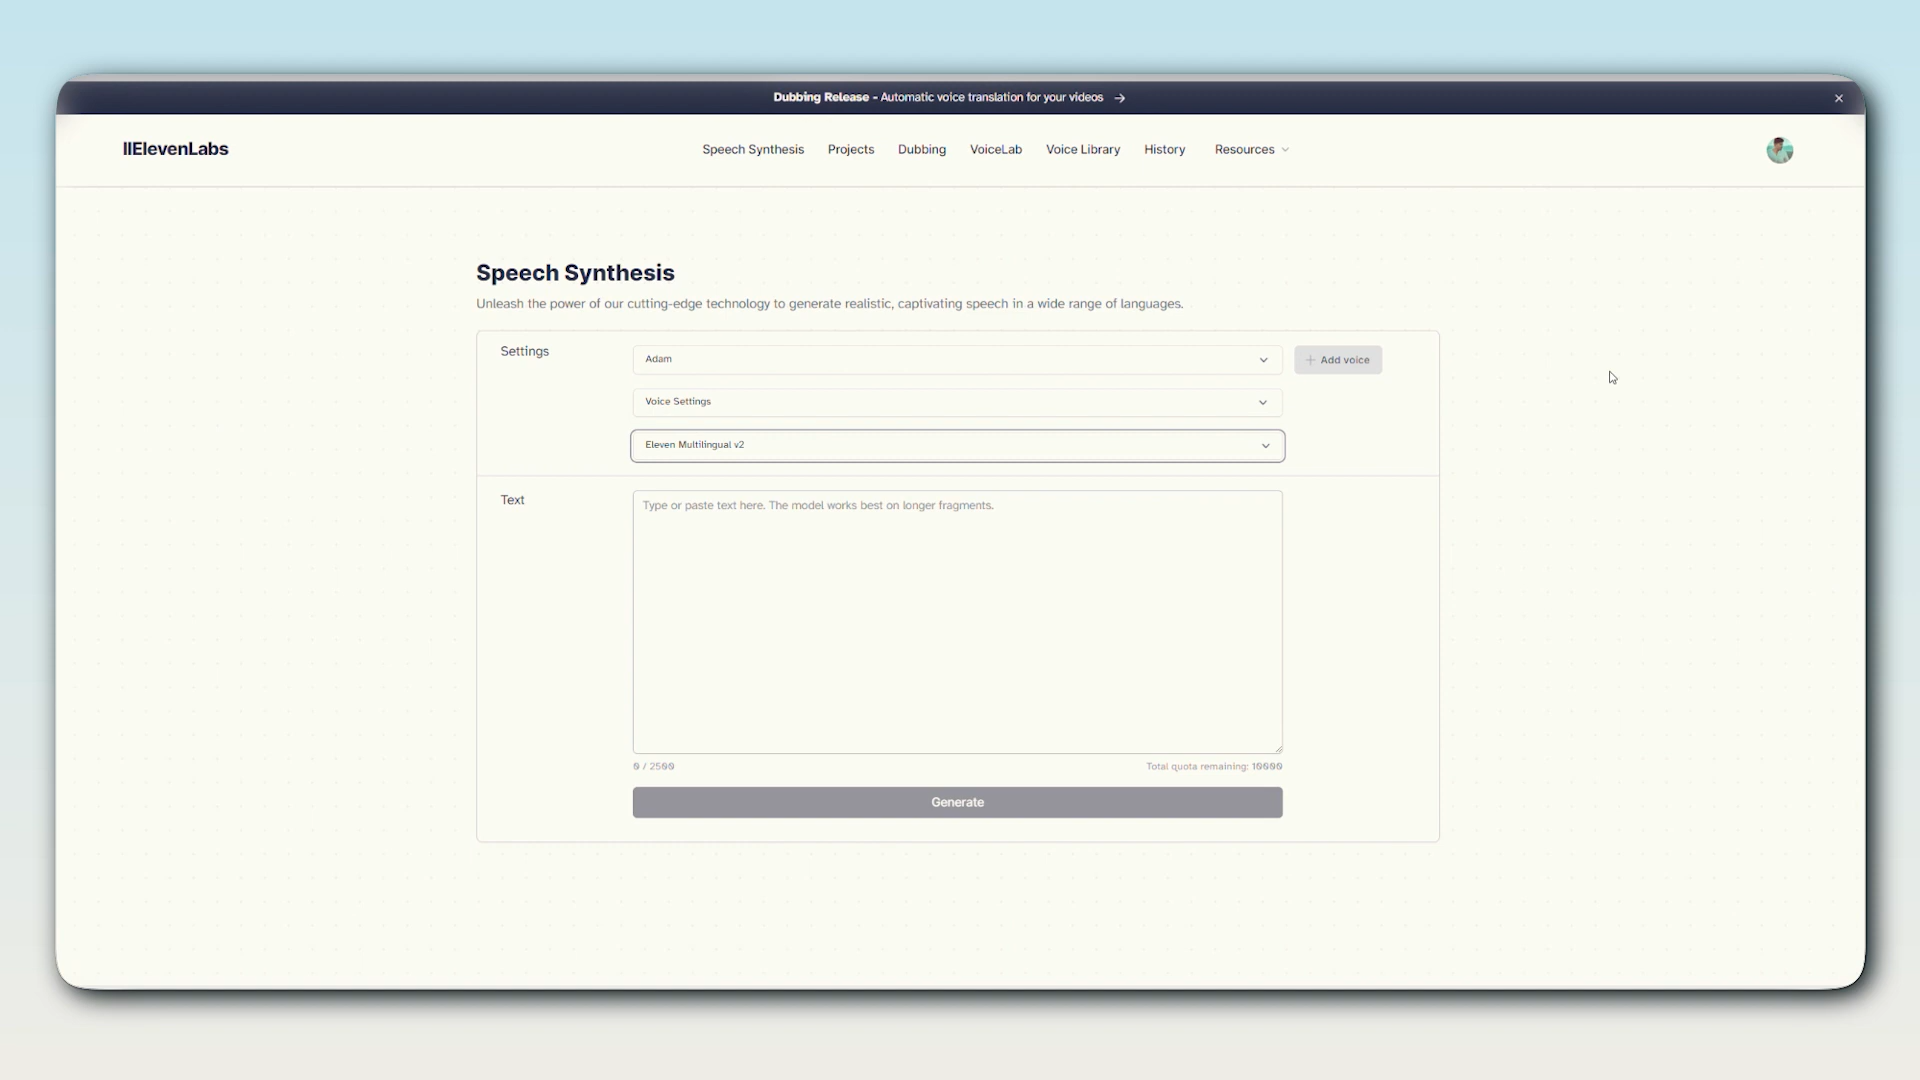 Dubbing Release - Automatic voice translation for your videos →
IIElevenLabs
Speech Synthesis
Projects
Dubbing
VoiceLab
Voice Library
History
Resources
Speech Synthesis
Unleash the power of our cutting-edge technology to generate realistic, captivating speech in a wide range of languages.
Settings
Adam
+ Add voice
Voice Settings
Eleven Multilingual v2
Text
Type or paste text here. The model works best on longer fragments.
0 / 2500
Total quota remaining: 10000
Generate